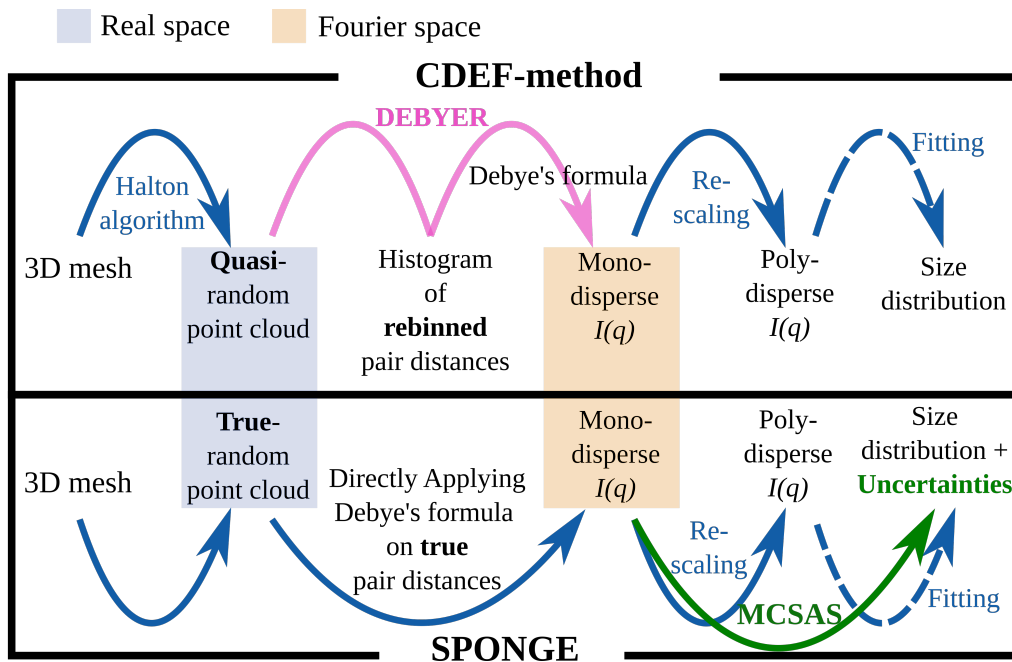 Real space
Fourier space
CDEF-method
DEBYER
Halton
algorithm
Debye's formula
Re-
scaling
Fitting
3D mesh
Quasi-
random
point cloud
Histogram
of
rebinned
pair distances
Mono-
disperse
I(q)
Poly-
disperse
I(q)
Size
distribution
3D mesh
True-
random
point cloud
Directly Applying
Debye's formula
on true
pair distances
Mono-
disperse
I(q)
Poly-
disperse
I(q)
Size
distribution +
Uncertainties
Re-
scaling
MCSAS
Fitting
SPONGE